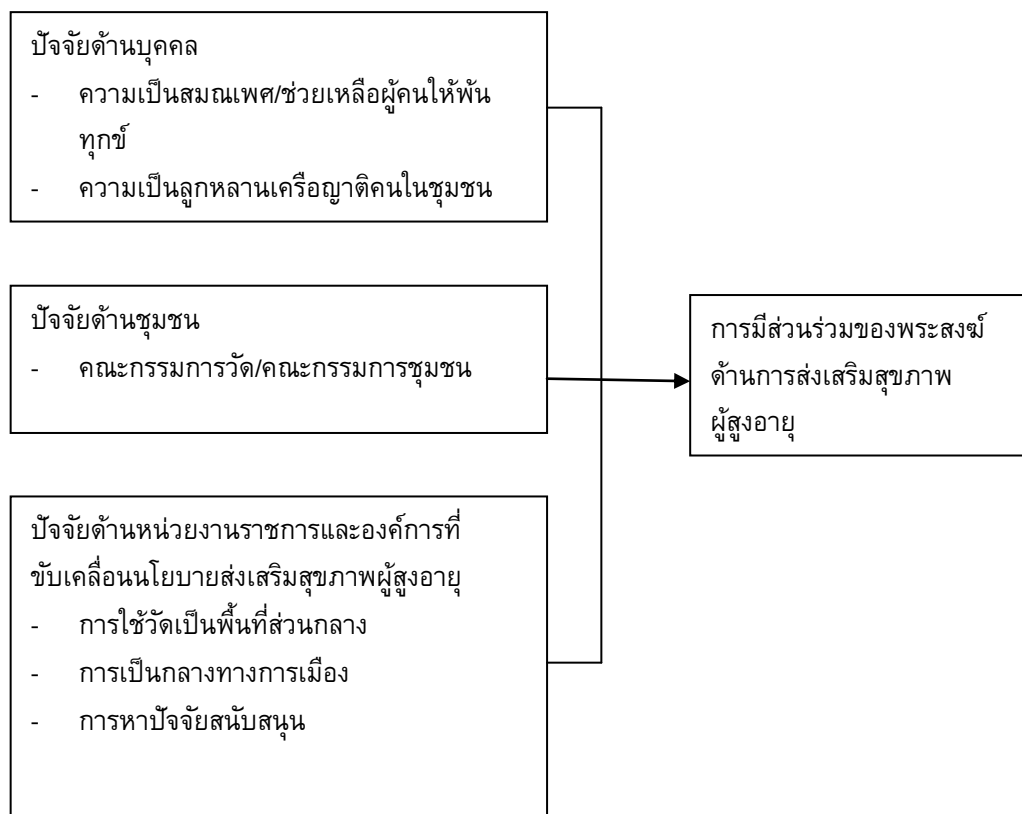 ปัจจัยด้านบุคคล
- ความเป็นสมณเพศ/ช่วยเหลือผู้คนให้พ้น
ทุกข์
- ความเป็นลูกหลานเครือญาติคนในชุมชน
ปัจจัยด้านชุมชน
- คณะกรรมการวัด/คณะกรรมการชุมชน
ปัจจัยด้านหน่วยงานราชการและองค์การที่
ขับเคลื่อนนโยบายส่งเสริมสุขภาพผู้สูงอายุ
- การใช้วัดเป็นพื้นที่ส่วนกลาง
- การเป็นกลางทางการเมือง
- การหาปัจจัยสนับสนุน
การมีส่วนร่วมของพระสงฆ์
ด้านการส่งเสริมสุขภาพ
ผู้สูงอายุ